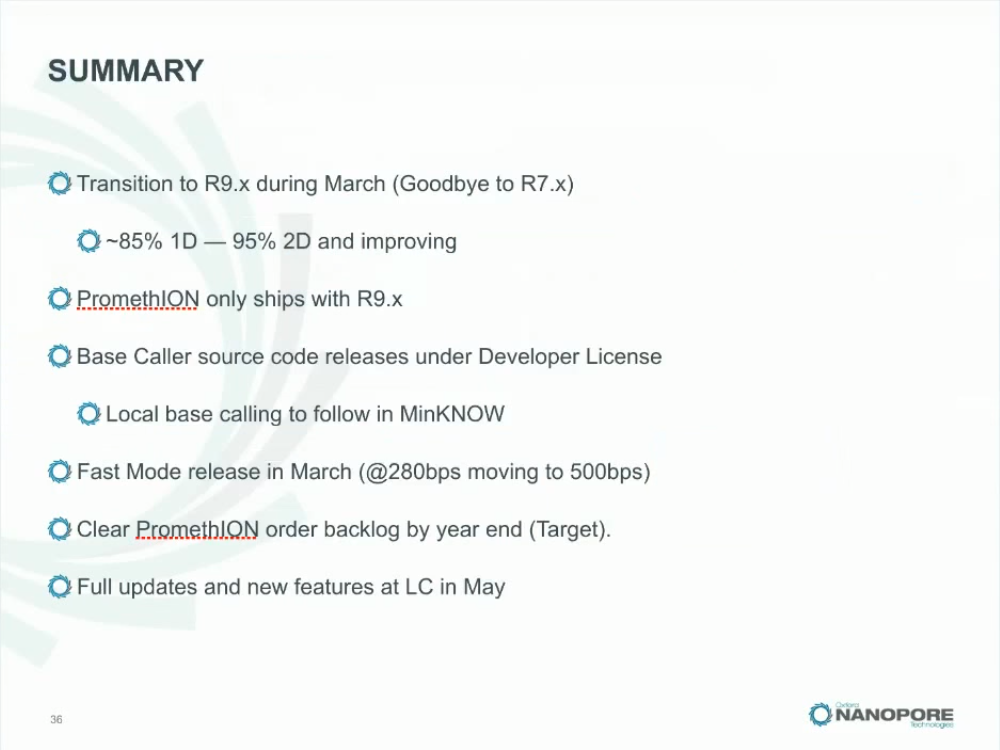 SUMMARY
Transition to R9.x during March (Goodbye to R7.x)
~85% 1D — 95% 2D and improving
PromethION only ships with R9.x
Base Caller source code releases under Developer License
Local base calling to follow in MinKNOW
Fast Mode release in March (@280bps moving to 500bps)
Clear PromethION order backlog by year end (Target).
Full updates and new features at LC in May
36
Oxford
NANOPORE
Technologies